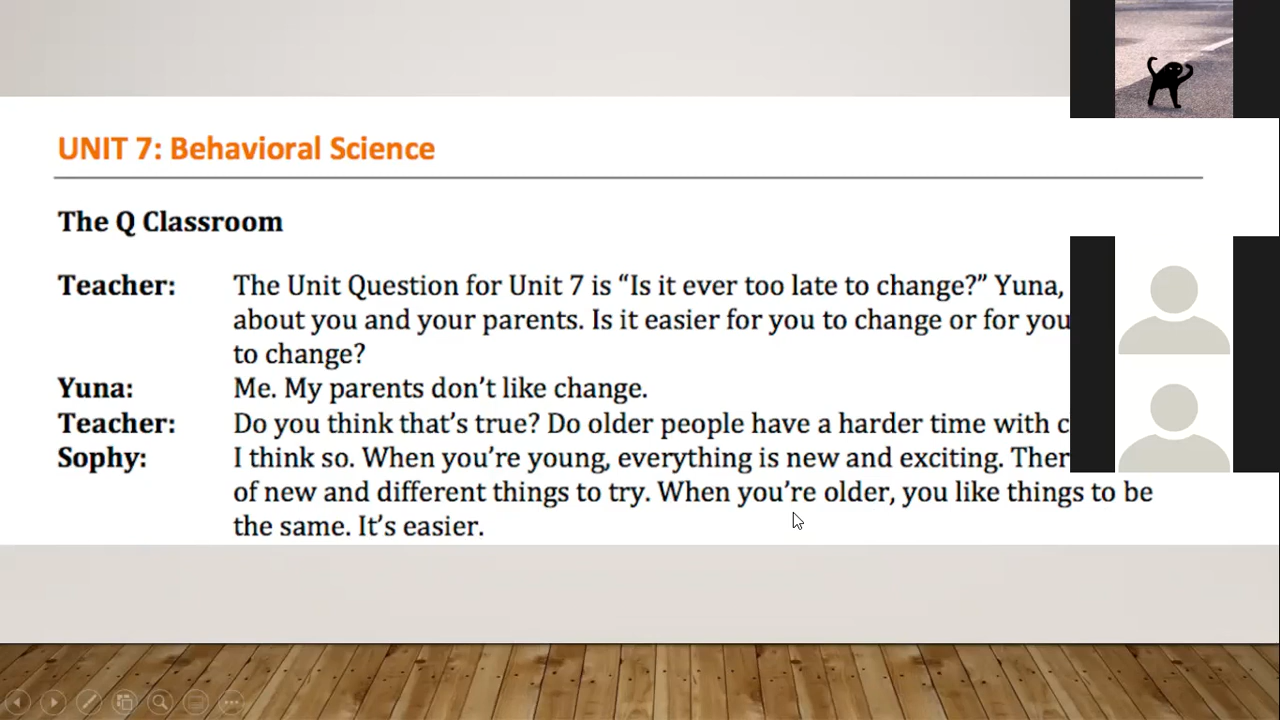 UNIT 7: Behavioral Science
The Q Classroom
Teacher: The Unit Question for Unit 7 is “Is it ever too late to change?” Yuna,
about you and your parents. Is it easier for you to change or for you
to change?
Yuna: Me. My parents don’t like change.
Teacher: Do you think that’s true? Do older people have a harder time with
Sophy: I think so. When you’re young, everything is new and exciting.
of new and different things to try. When you’re older, you like things to be
the same. It’s easier.